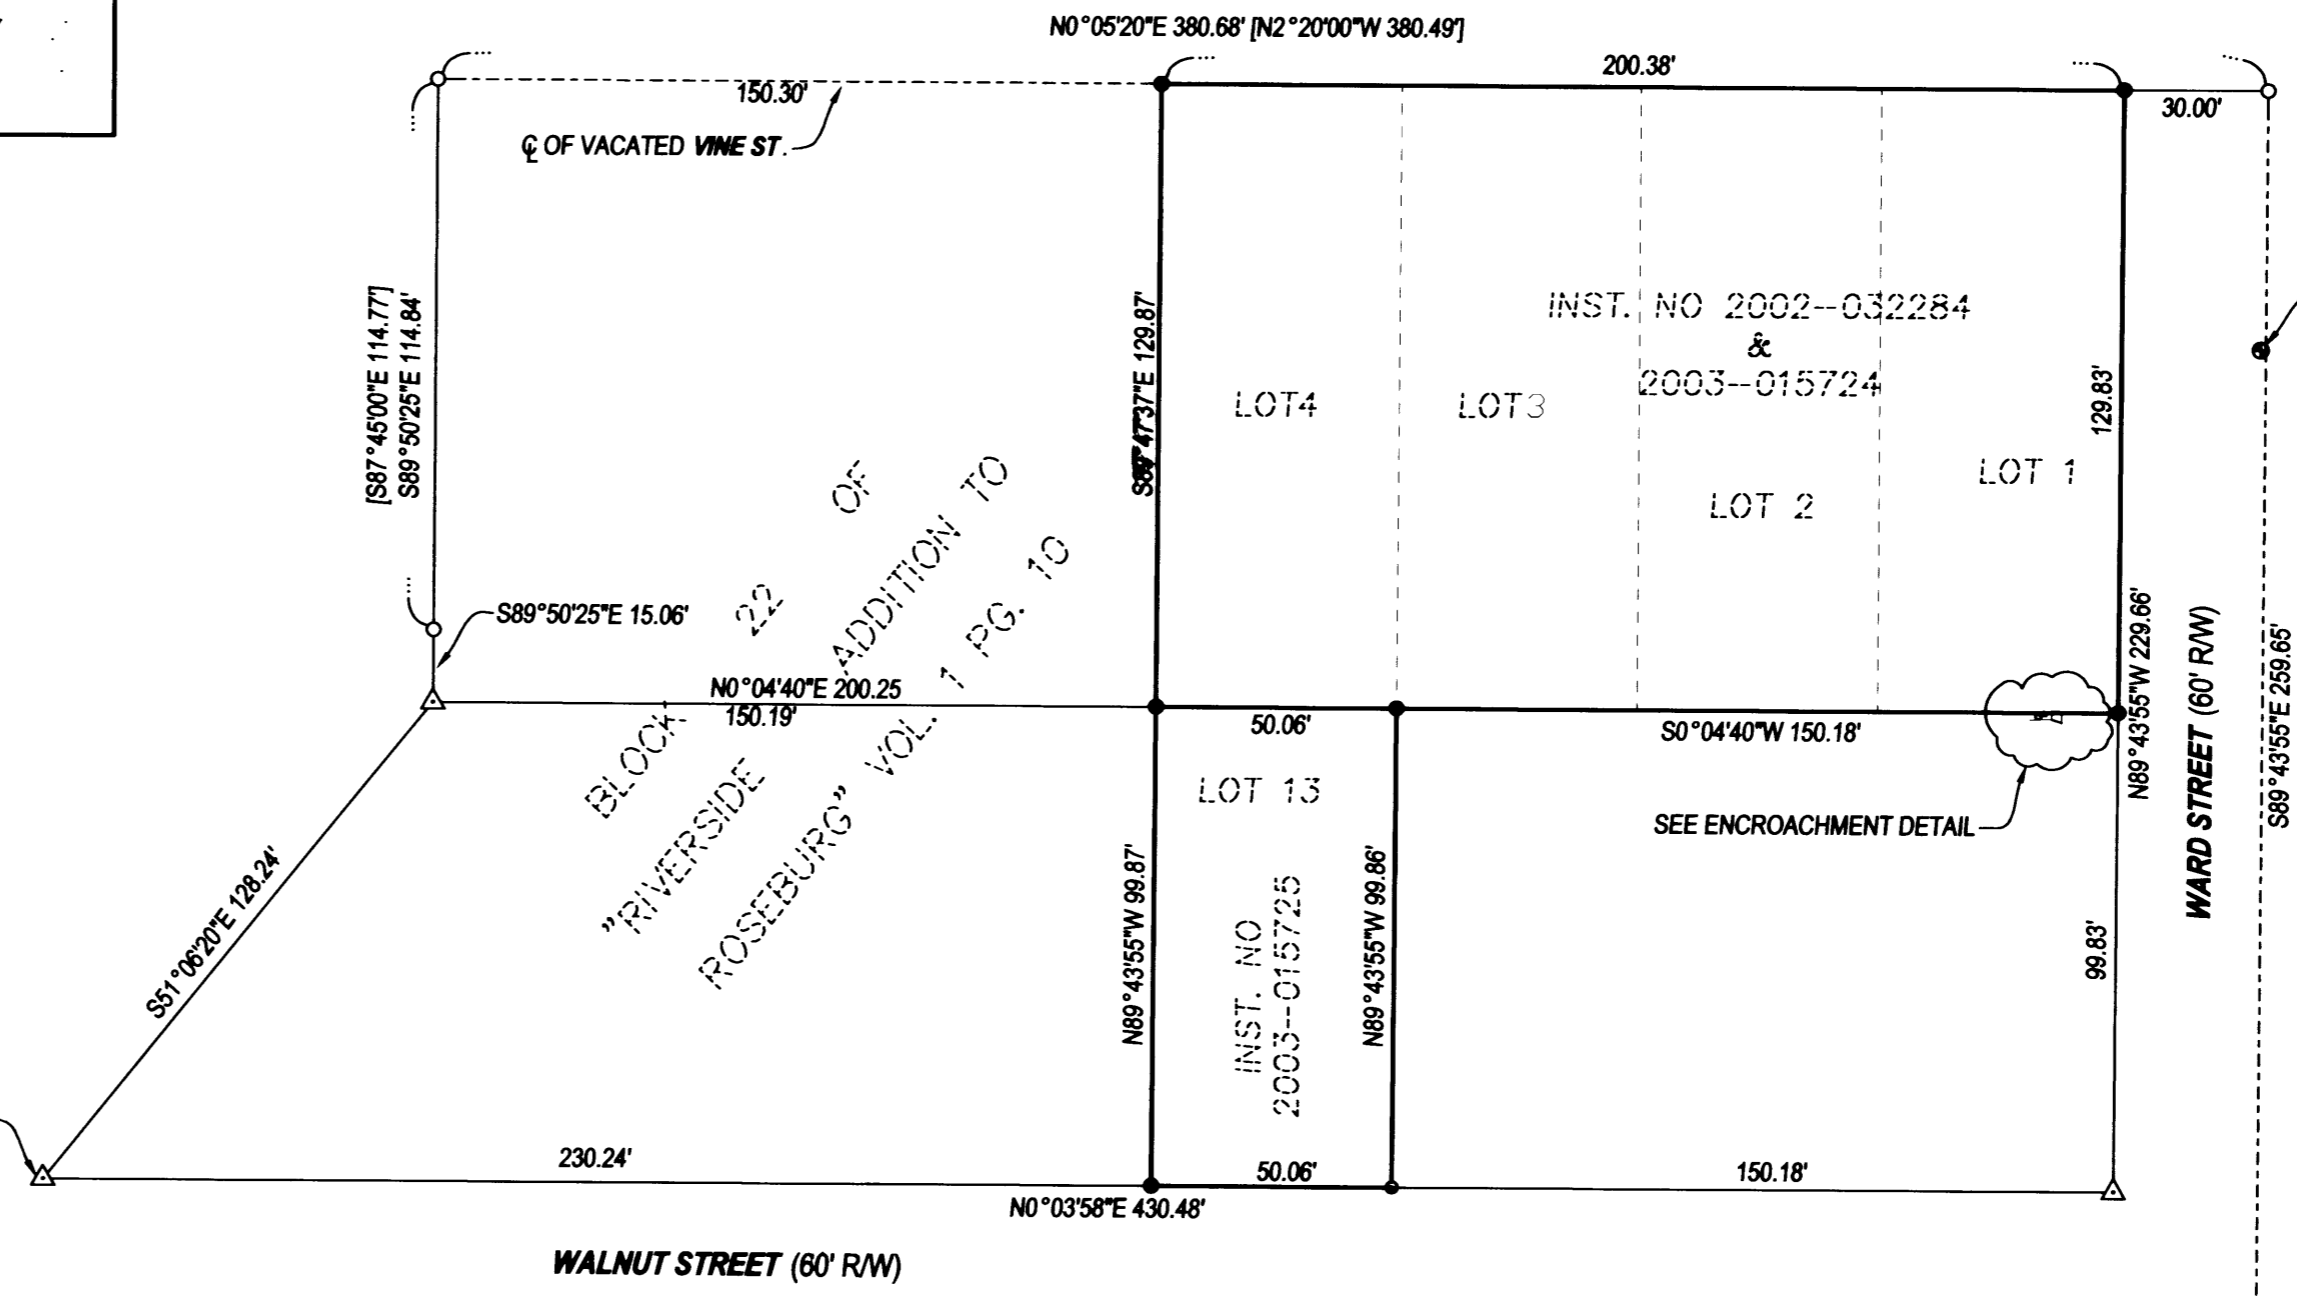 N0°05'20"E 380.68' [N2°20'00"W 380.49']
200.38'
150.30'
30.00'
℄ OF VACATED VINE ST.
[S87°45'00"E 114.77']
S89°50'25"E 114.84'
S89°47'37"E 129.87'
INST. NO 2002--032284
&
2003--015724
LOT4
LOT3
LOT 2
LOT 1
129.83'
S89°50'25"E 15.06'
N0°04'40"E 200.25
150.19'
50.06'
S0°04'40"W 150.18'
N89°43'55"W 229.66'
WARD STREET (60' R/W)
S89°43'55"E 259.65'
BLOCK 22 OF
"RIVERSIDE ADDITION TO
ROSEBURG" VOL. 1 PG. 10
LOT 13
SEE ENCROACHMENT DETAIL
S51°06'20"E 128.24'
N89°43'55"W 99.87'
INST. NO
2003--015725
N89°43'55"W 99.86'
99.83'
230.24'
50.06'
150.18'
N0°03'58"E 430.48'
WALNUT STREET (60' R/W)